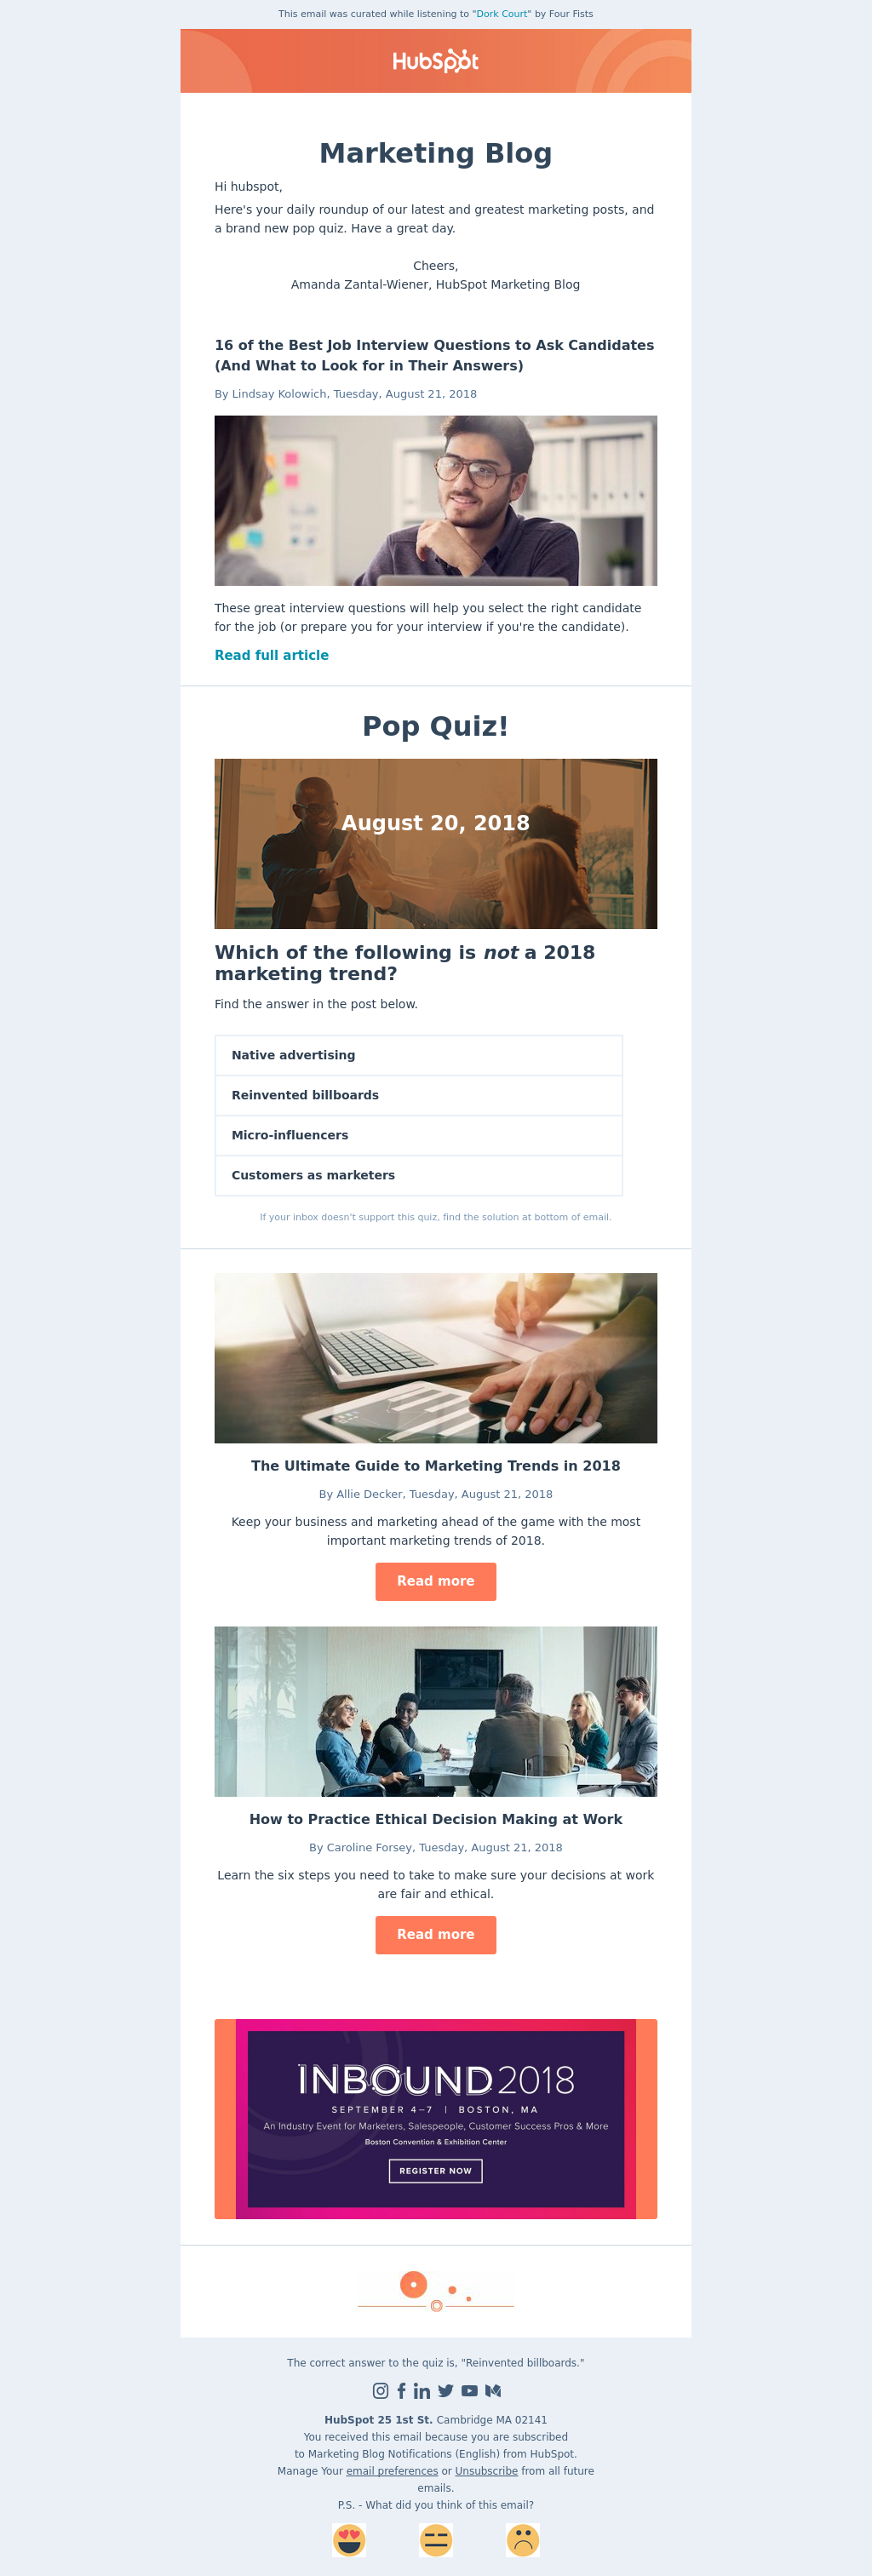 This email was curated while listening to "Dork Court" by Four Fists
HubSpot
Marketing Blog
Hi hubspot,
Here's your daily roundup of our latest and greatest marketing posts, and
a brand new pop quiz. Have a great day.
Cheers,
Amanda Zantal-Wiener, HubSpot Marketing Blog
16 of the Best Job Interview Questions to Ask Candidates
(And What to Look for in Their Answers)
By Lindsay Kolowich, Tuesday, August 21, 2018
These great interview questions will help you select the right candidate
for the job (or prepare you for your interview if you're the candidate).
Read full article
Pop Quiz!
August 20, 2018
Which of the following is not a 2018
marketing trend?
Find the answer in the post below.
Native advertising
Reinvented billboards
Micro-influencers
Customers as marketers
If your inbox doesn't support this quiz, find the solution at bottom of email.
The Ultimate Guide to Marketing Trends in 2018
By Allie Decker, Tuesday, August 21, 2018
Keep your business and marketing ahead of the game with the most
important marketing trends of 2018.
Read more
How to Practice Ethical Decision Making at Work
By Caroline Forsey, Tuesday, August 21, 2018
Learn the six steps you need to take to make sure your decisions at work
are fair and ethical.
Read more
INBOUND 2018
SEPTEMBER 4–7 | BOSTON, MA
An Industry Event for Marketers, Salespeople, Customer Success Pros & More
Boston Convention & Exhibition Center
REGISTER NOW
The correct answer to the quiz is, "Reinvented billboards."
HubSpot 25 1st St. Cambridge MA 02141
You received this email because you are subscribed
to Marketing Blog Notifications (English) from HubSpot.
Manage Your email preferences or Unsubscribe from all future
emails.
P.S. - What did you think of this email?